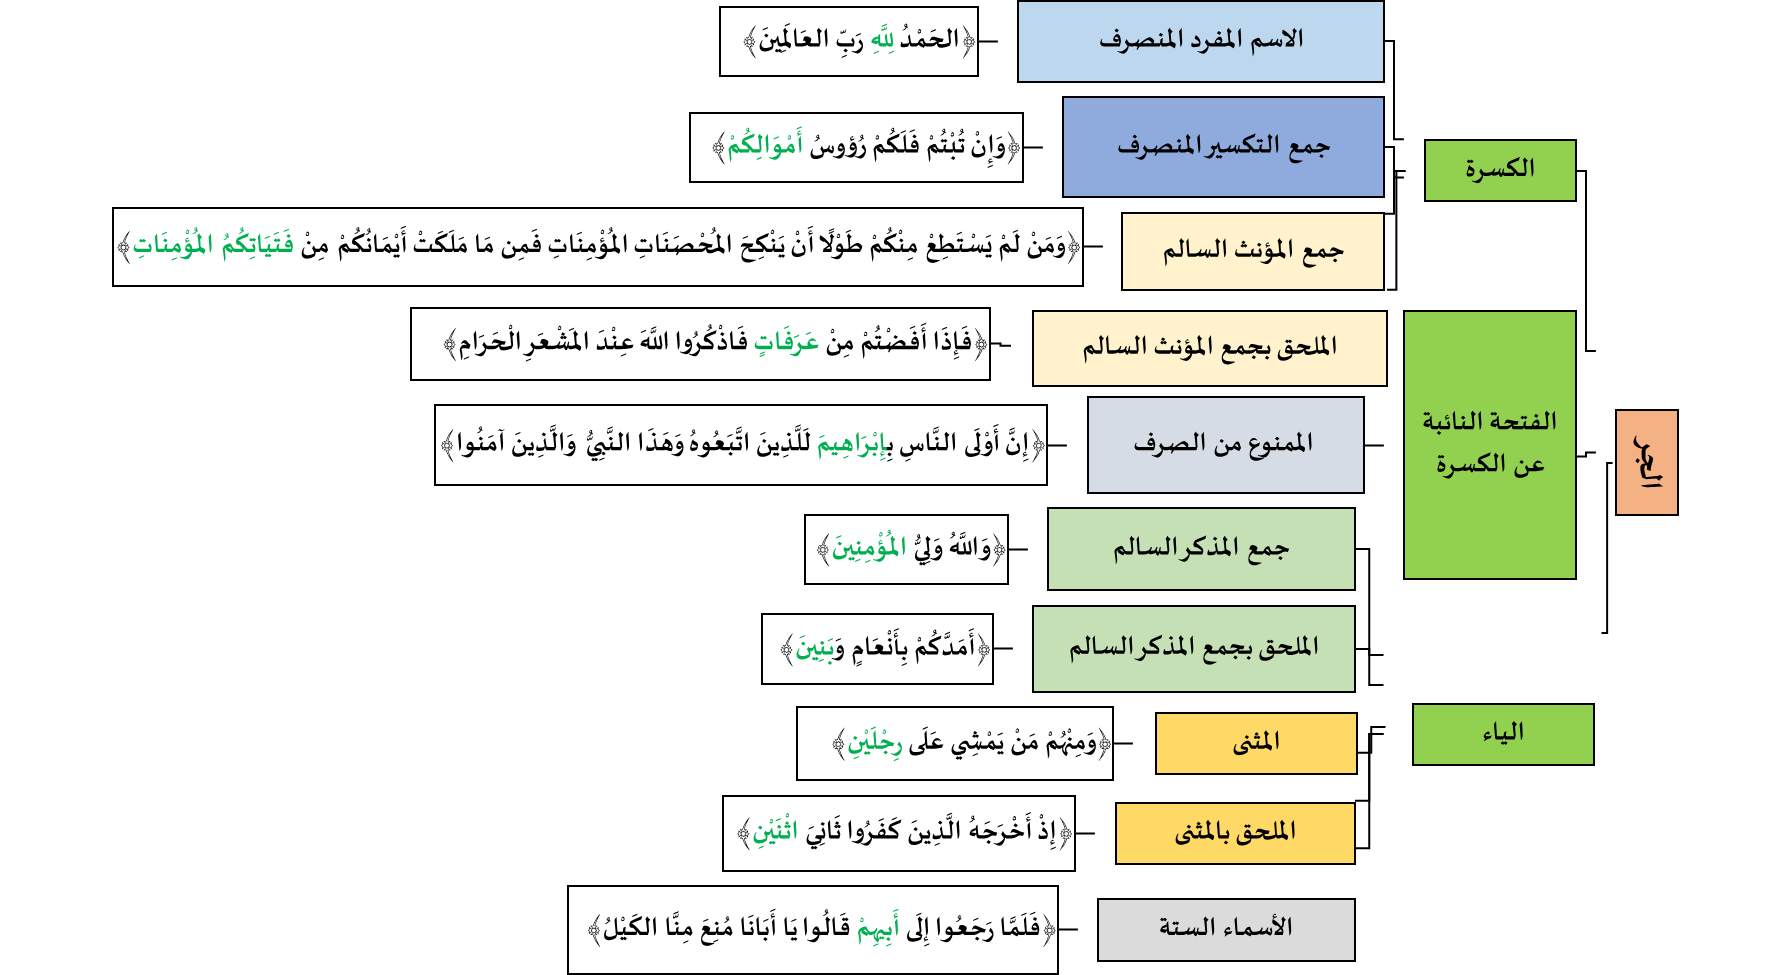 الجر
الكسرة
الاسم المفرد المنصرف
﴿الحَمْدُ لِلَّهِ رَبِّ العَالَمِينَ﴾
جمع التكسير المنصرف
﴿وَإِنْ تُبْتُمْ فَلَكُمْ رُؤوسُ أَمْوَالِكُمْ﴾
جمع المؤنث السالم
﴿وَمَنْ لَمْ يَسْتَطِعْ مِنْكُمْ طَوْلًا أَنْ يَنْكِحَ المُحْصَنَاتِ المُؤْمِنَاتِ فَمِن مَا مَلَكَتْ أَيْمَانُكُمْ مِنْ فَتَيَاتِكُمُ المُؤْمِنَاتِ﴾
الملحق بجمع المؤنث السالم
﴿فَإِذَا أَفَضْتُمْ مِنْ عَرَفَاتٍ فَاذْكُرُوا اللَّهَ عِنْدَ المَشْعَرِ الْحَرَامِ﴾
الفتحة النائبة
عن الكسرة
الممنوع من الصرف
﴿إِنَّ أَوْلَى النَّاسِ بِإِبْرَاهِيمَ لَلَّذِينَ اتَّبَعُوهُ وَهَذَا النَّبِيُّ وَالَّذِينَ آمَنُوا﴾
الياء
جمع المذكر السالم
﴿وَاللَّهُ وَلِيُّ المُؤْمِنِينَ﴾
الملحق بجمع المذكر السالم
﴿أَمَدَّكُمْ بِأَنْعَامٍ وَبَنِينَ﴾
المثنى
﴿وَمِنْهُمْ مَنْ يَمْشِي عَلَى رِجْلَيْنِ﴾
الملحق بالمثنى
﴿إِذْ أَخْرَجَهُ الَّذِينَ كَفَرُوا ثَانِيَ اثْنَيْنِ﴾
الأسماء الستة
﴿فَلَمَّا رَجَعُوا إِلَى أَبِيهِمْ قَالُوا يَا أَبَانَا مُنِعَ مِنَّا الكَيْلُ﴾